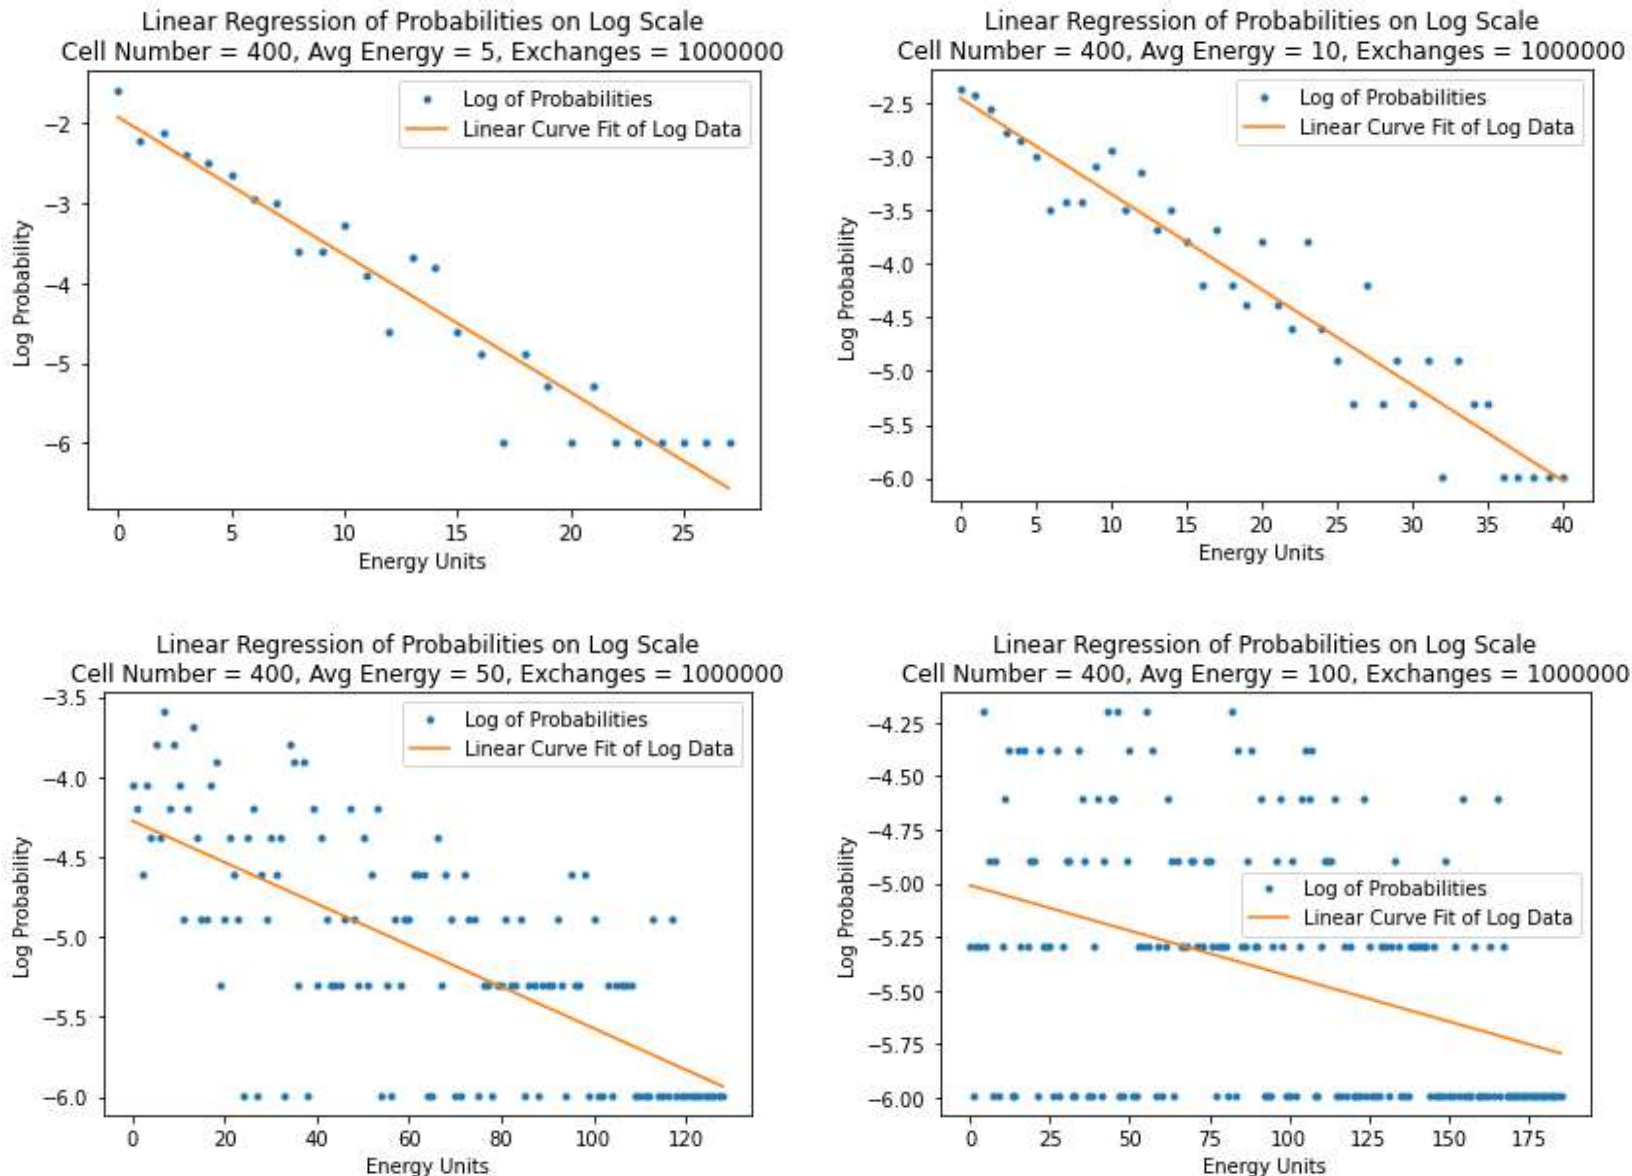 Linear Regression of Probabilities on Log Scale
Cell Number = 400, Avg Energy = 5, Exchanges = 1000000
Log of Probabilities
Linear Curve Fit of Log Data
−2
−3
−4
−5
−6
Log Probability
0 5 10 15 20 25
Energy Units
Linear Regression of Probabilities on Log Scale
Cell Number = 400, Avg Energy = 10, Exchanges = 1000000
Log of Probabilities
Linear Curve Fit of Log Data
−2.5
−3.0
−3.5
−4.0
−4.5
−5.0
−5.5
−6.0
Log Probability
0 5 10 15 20 25 30 35 40
Energy Units
Linear Regression of Probabilities on Log Scale
Cell Number = 400, Avg Energy = 50, Exchanges = 1000000
Log of Probabilities
Linear Curve Fit of Log Data
−3.5
−4.0
−4.5
−5.0
−5.5
−6.0
Log Probability
0 20 40 60 80 100 120
Energy Units
Linear Regression of Probabilities on Log Scale
Cell Number = 400, Avg Energy = 100, Exchanges = 1000000
−4.25
−4.50
−4.75
−5.00
−5.25
−5.50
−5.75
−6.00
Log Probability
Log of Probabilities
Linear Curve Fit of Log Data
0 25 50 75 100 125 150 175
Energy Units